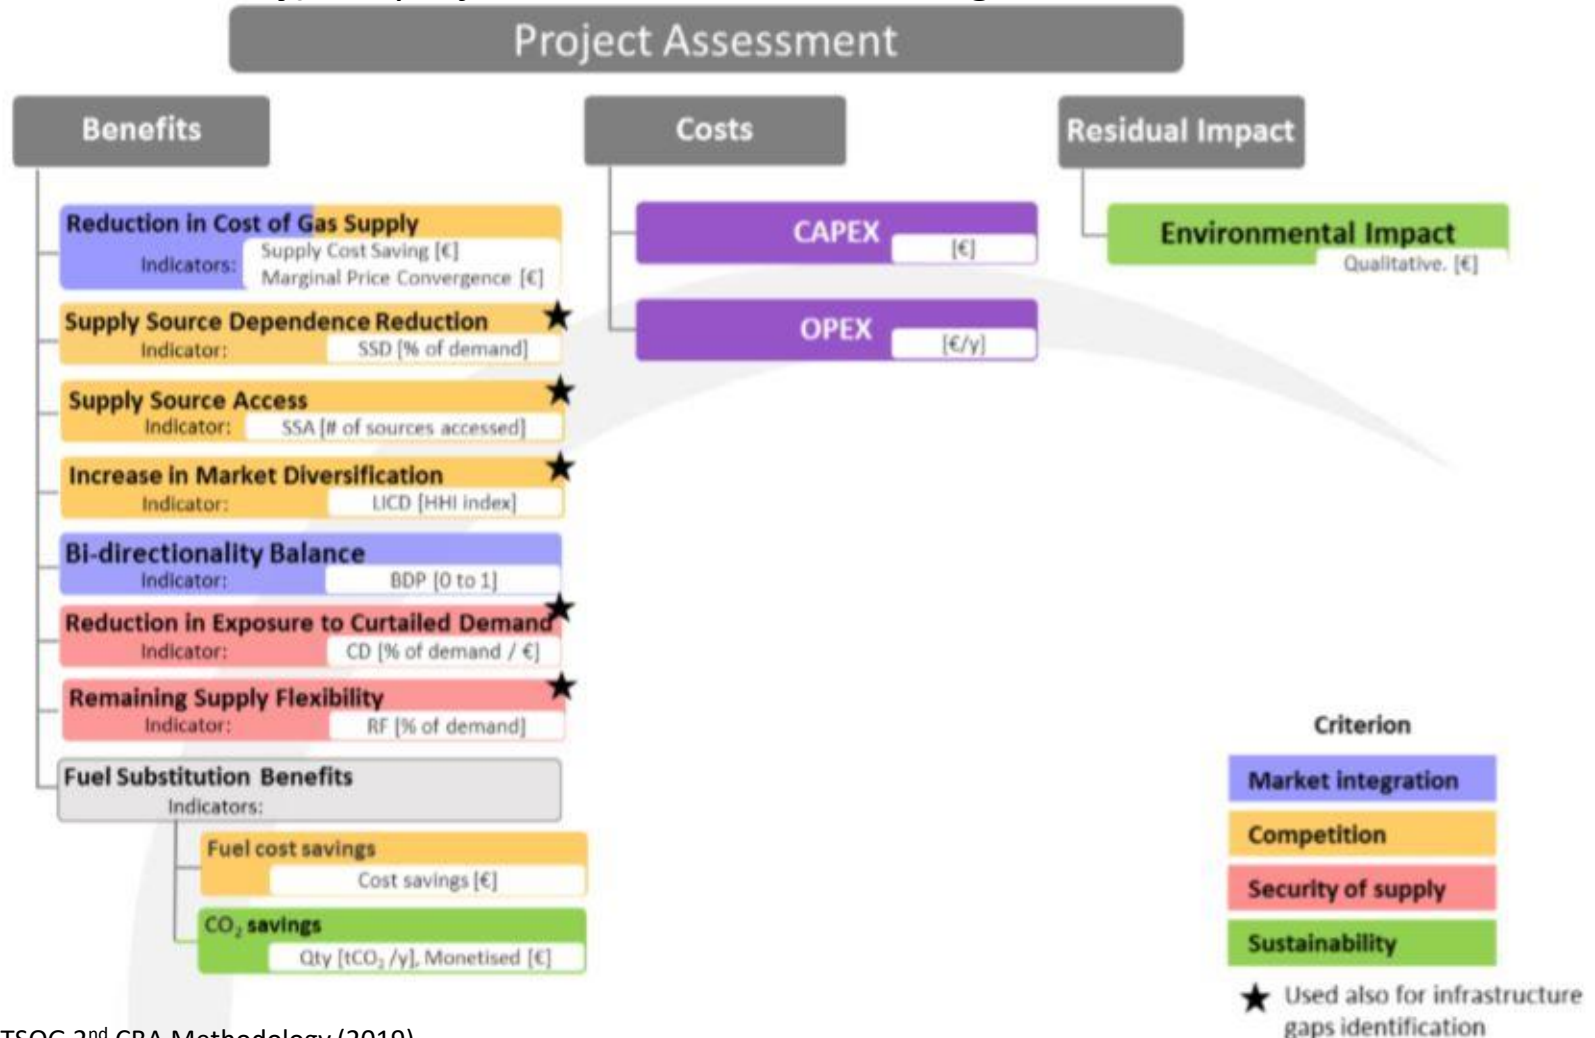 Project Assessment
Benefits
Costs
Residual Impact
Reduction in Cost of Gas Supply
Indicators:
Supply Cost Saving [€]
Marginal Price Convergence [€]
Supply Source Dependence Reduction
Indicator:
SSD [% of demand]
Supply Source Access
Indicator:
SSA [# of sources accessed]
Increase in Market Diversification
Indicator:
LICD [HHI index]
Bi-directionality Balance
Indicator:
BDP [0 to 1]
Reduction in Exposure to Curtailed Demand
Indicator:
CD [% of demand / €]
Remaining Supply Flexibility
Indicator:
RF [% of demand]
Fuel Substitution Benefits
Indicators:
Fuel cost savings
Cost savings [€]
CO₂ savings
Qty [tCO₂ /y], Monetised [€]
CAPEX
[€]
OPEX
[€/y]
Environmental Impact
Qualitative. [€]
Criterion
Market integration
Competition
Security of supply
Sustainability
★ Used also for infrastructure
gaps identification
TSOG 2nd CBA Methodology (2019)